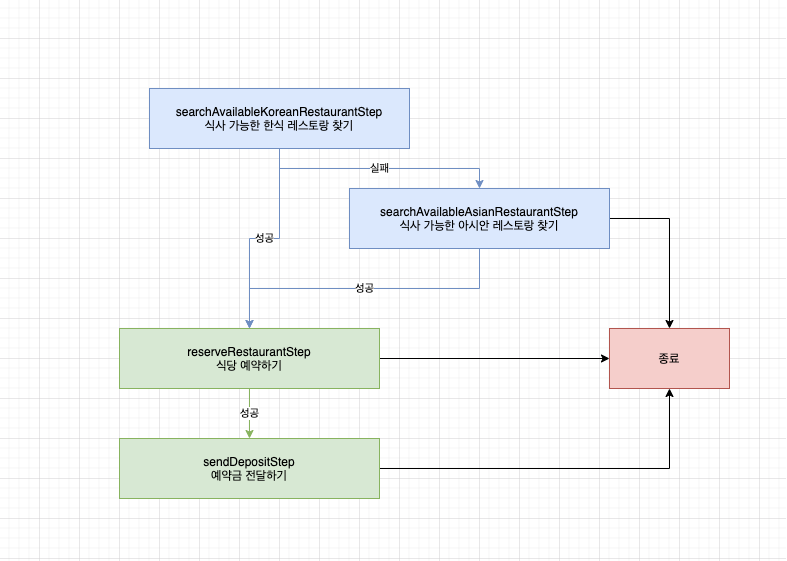 searchAvailableKoreanRestaurantStep
식사 가능한 한식 레스토랑 찾기
실패
searchAvailableAsianRestaurantStep
식사 가능한 아시안 레스토랑 찾기
성공
성공
reserveRestaurantStep
식당 예약하기
종료
성공
sendDepositStep
예약금 전달하기